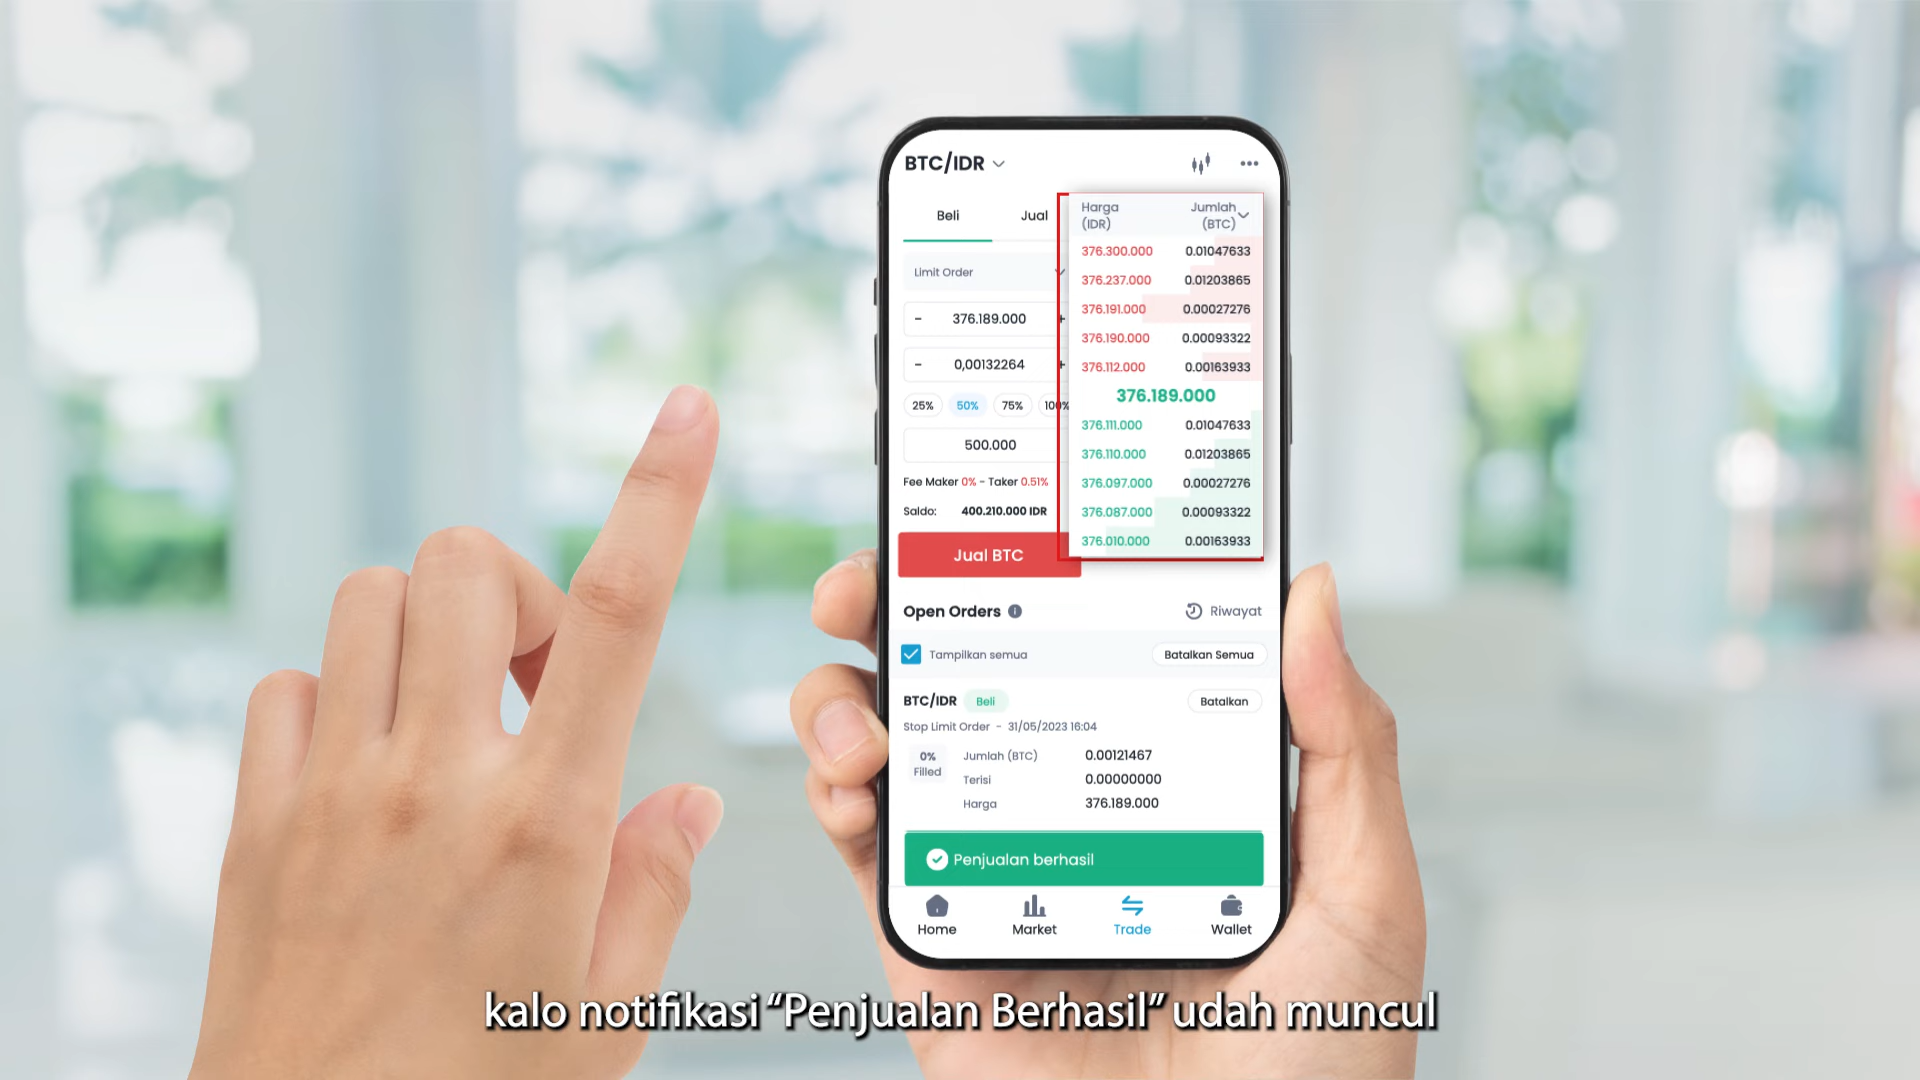 BTC/IDR
Beli Jual
Limit Order
- 376.189.000 +
- 0,00132264 +
25% 50% 75% 100%
500.000
Fee Maker 0% - Taker 0.51%
Saldo: 400.210.000 IDR
Jual BTC
Harga (IDR) Jumlah (BTC)
376.300.000 0.01047633
376.237.000 0.01203865
376.191.000 0.00027276
376.190.000 0.00093322
376.112.000 0.00163933
376.189.000
376.111.000 0.01047633
376.110.000 0.01203865
376.097.000 0.00027276
376.087.000 0.00093322
376.010.000 0.00163933
Open Orders Riwayat
Tampilkan semua Batalkan Semua
BTC/IDR Beli Batalkan
Stop Limit Order - 31/05/2023 16:04
0% Filled
Jumlah (BTC) 0.00121467
Terisi 0.00000000
Harga 376.189.000
Penjualan berhasil
Home Market Trade Wallet
kalo notifikasi “Penjualan Berhasil” udah muncul